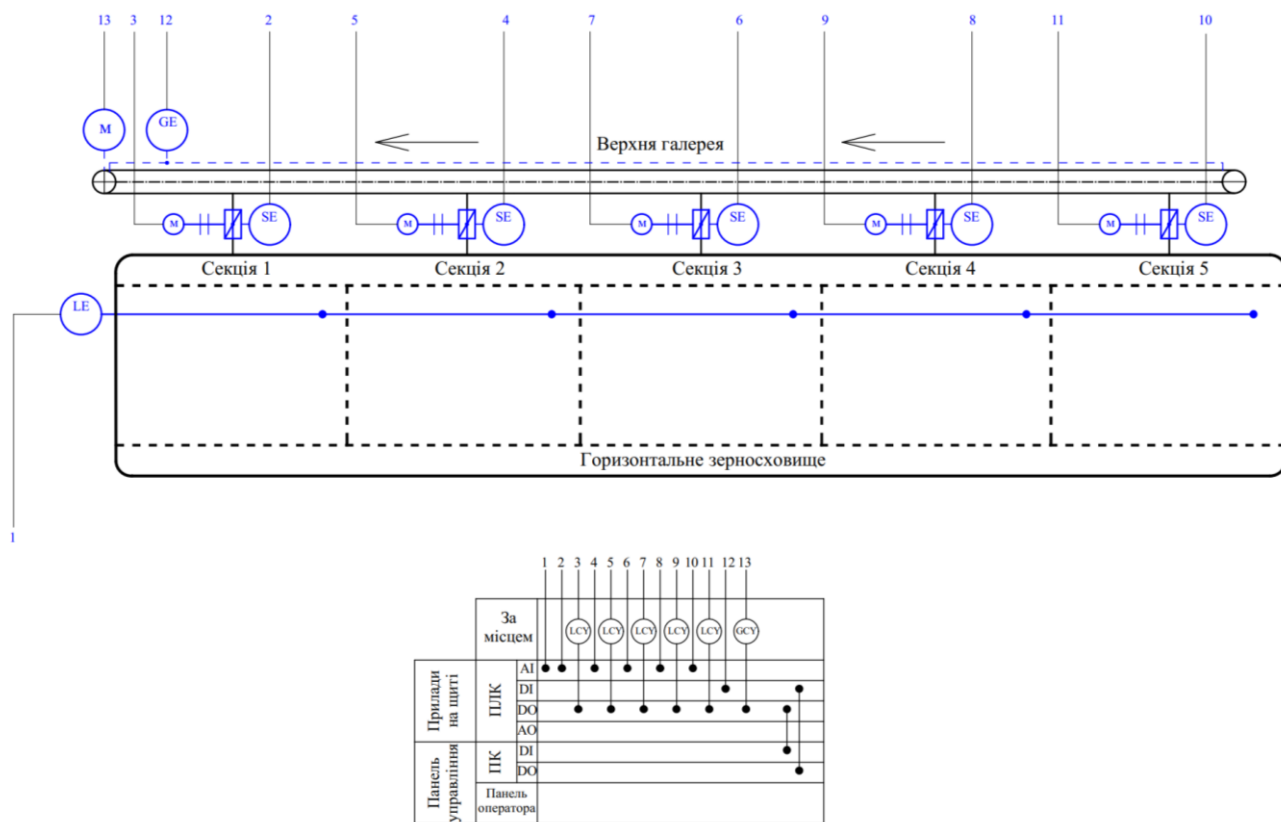 13 3 12 2 5 4 7 6 9 8 11 10
M GE
Верхня галерея
M SE M SE M SE M SE M SE
Секція 1 Секція 2 Секція 3 Секція 4 Секція 5
LE
Горизонтальне зерносховище
1
1 2 3 4 5 6 7 8 9 10 11 12 13
За
місцем
LCY LCY LCY LCY LCY GCY
Прилади
на щиті
ПЛК
AI
DI
DO
AO
Панель
управління
ПК
DI
DO
Панель
оператора